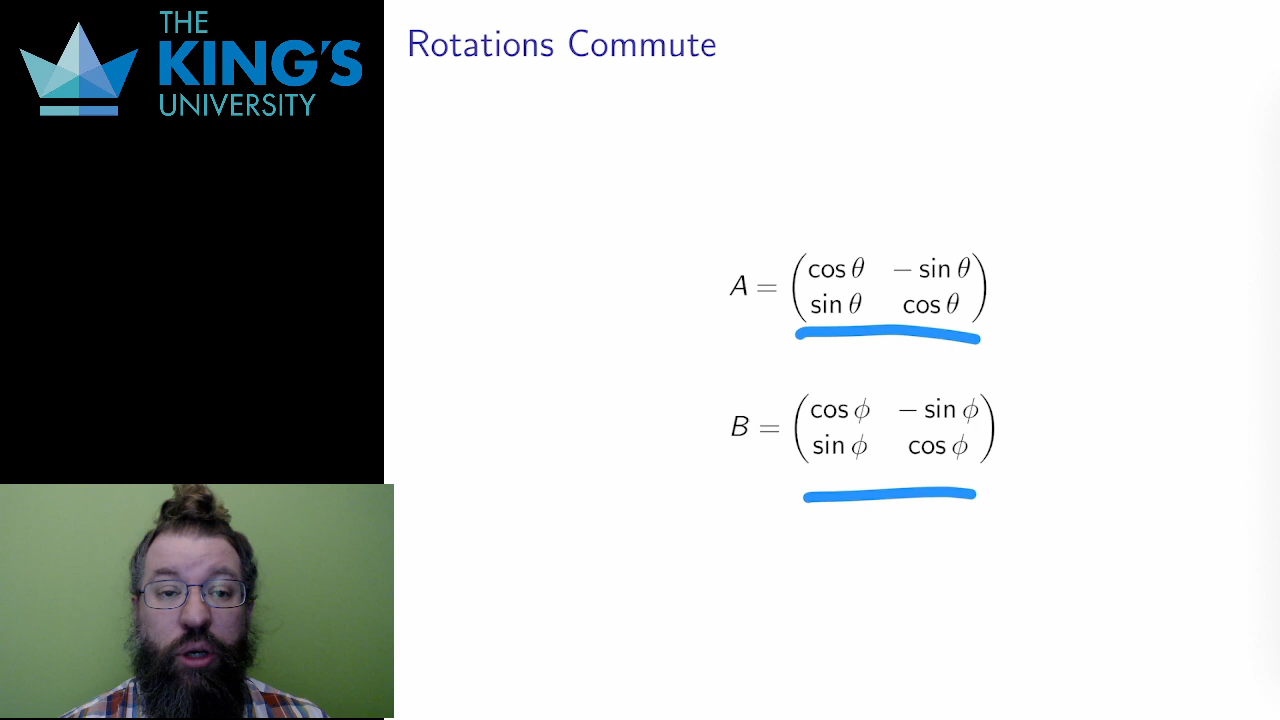 THE
KING'S
UNIVERSITY
Rotations Commute
A = ( cos θ − sin θ
sin θ cos θ )
B = ( cos ϕ − sin ϕ
sin ϕ cos ϕ )